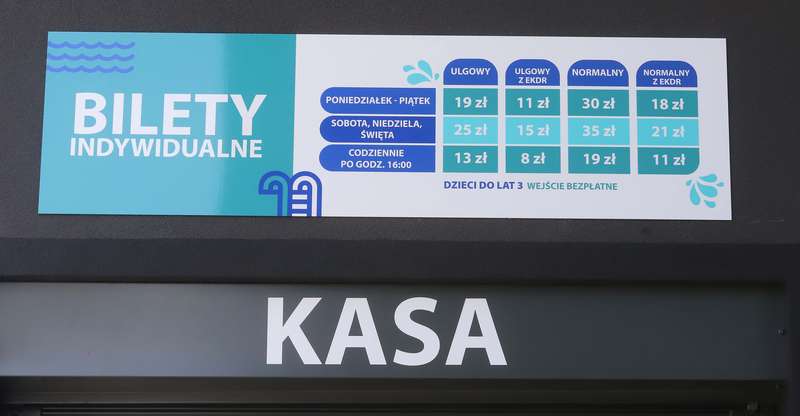 BILETY
INDYWIDUALNE
ULGOWY
ULGOWY
Z EKDR
NORMALNY
NORMALNY
Z EKDR
PONIEDZIAŁEK - PIĄTEK 19 zł 11 zł 30 zł 18 zł
SOBOTA, NIEDZIELA,
ŚWIĘTA
25 zł 15 zł 35 zł 21 zł
CODZIENNIE
PO GODZ. 16:00
13 zł 8 zł 19 zł 11 zł
DZIECI DO LAT 3 WEJŚCIE BEZPŁATNE
KASA